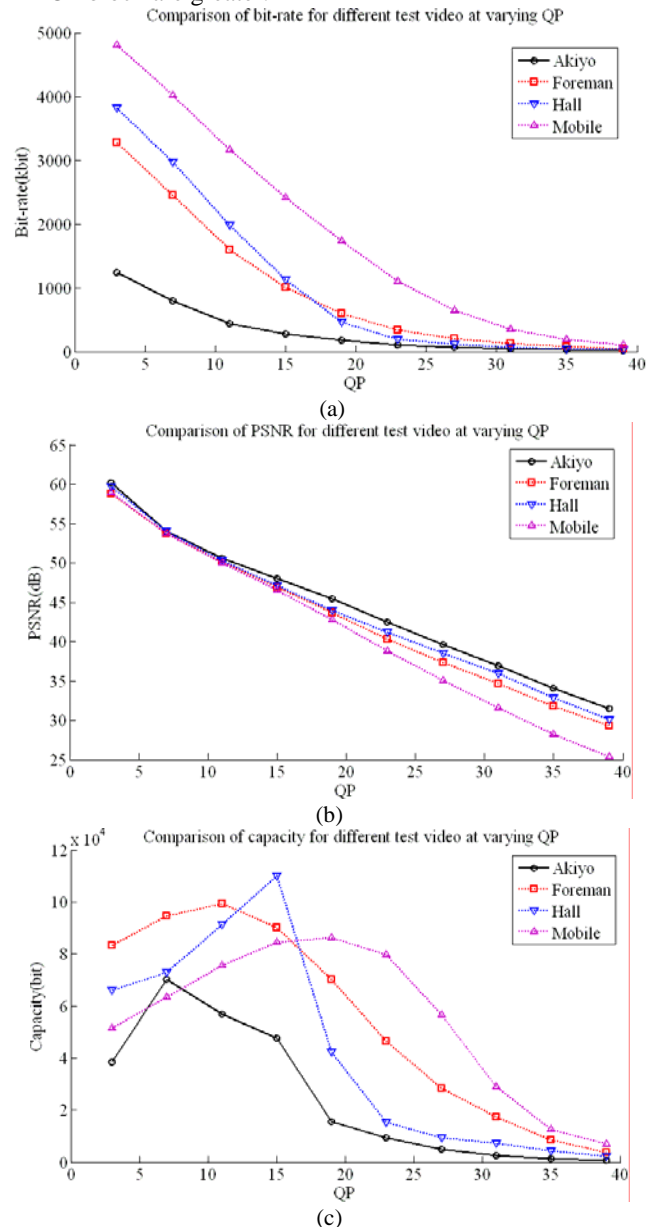 Comparison of bit-rate for different test video at varying QP
5000
4000
3000
2000
1000
0
Bit-rate(kbit)
Akiyo
Foreman
Hall
Mobile
0 5 10 15 20 25 30 35 40
QP
(a)
Comparison of PSNR for different test video at varying QP
65
60
55
50
45
40
35
30
25
PSNR(dB)
Akiyo
Foreman
Hall
Mobile
0 5 10 15 20 25 30 35 40
QP
(b)
x 10^4
Comparison of capacity for different test video at varying QP
12
10
8
6
4
2
0
Capacity(bit)
Akiyo
Foreman
Hall
Mobile
0 5 10 15 20 25 30 35 40
QP
(c)